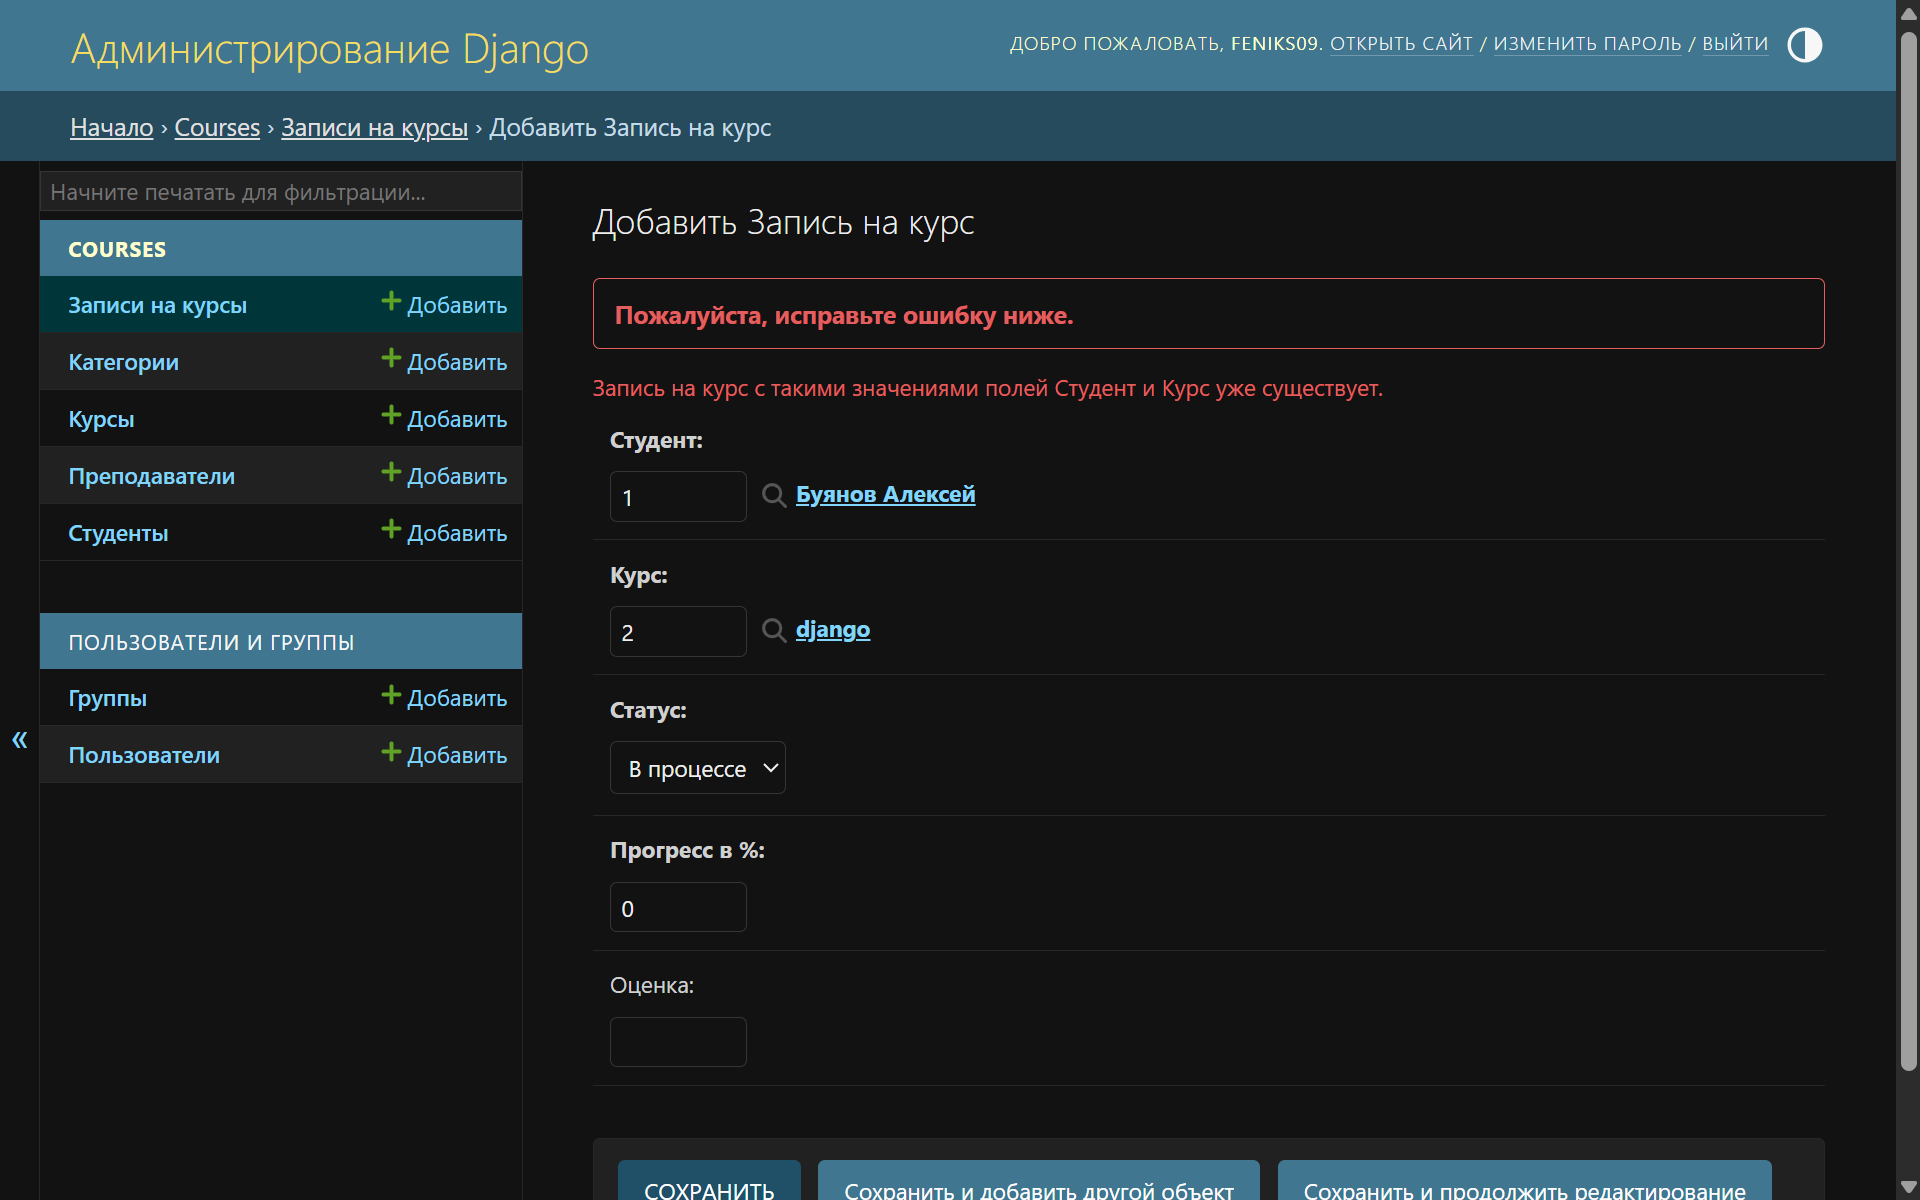 Администрирование Django
ДОБРО ПОЖАЛОВАТЬ, FENIKS09. ОТКРЫТЬ САЙТ / ИЗМЕНИТЬ ПАРОЛЬ / ВЫЙТИ
Начало › Courses › Записи на курсы › Добавить Запись на курс
Начните печатать для фильтрации...
COURSES
Записи на курсы + Добавить
Категории + Добавить
Курсы + Добавить
Преподаватели + Добавить
Студенты + Добавить
ПОЛЬЗОВАТЕЛИ И ГРУППЫ
Группы + Добавить
Пользователи + Добавить
«
Добавить Запись на курс
Пожалуйста, исправьте ошибку ниже.
Запись на курс с такими значениями полей Студент и Курс уже существует.
Студент:
1 Буянов Алексей
Курс:
2 django
Статус:
В процессе
Прогресс в %:
0
Оценка:
СОХРАНИТЬ Сохранить и добавить другой объект Сохранить и продолжить редактирование